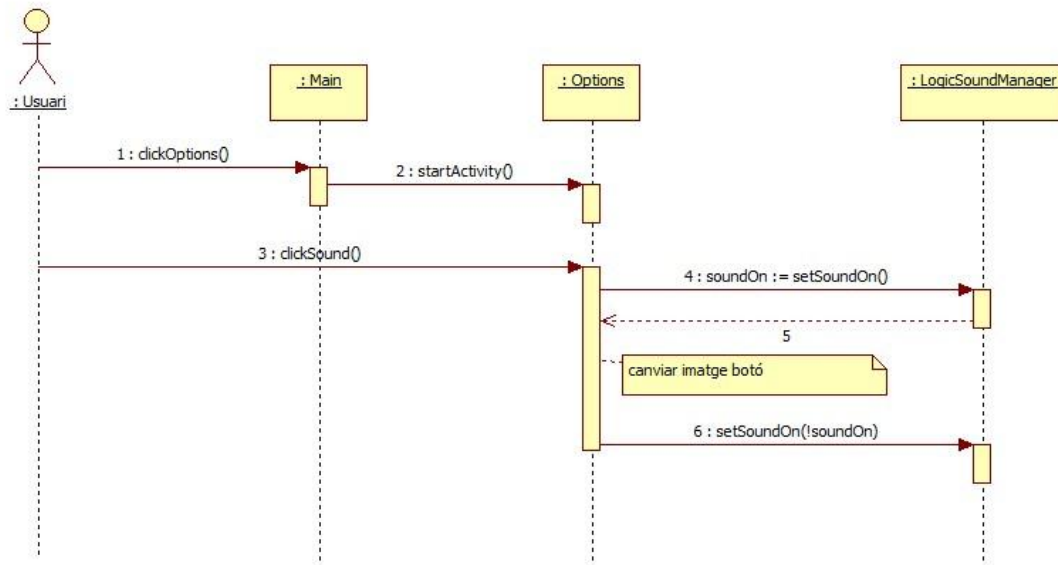 : Usuari
: Main
: Options
: LogicSoundManager
1 : clickOptions()
2 : startActivity()
3 : clickSound()
4 : soundOn := setSoundOn()
5
canviar imatge botó
6 : setSoundOn(!soundOn)